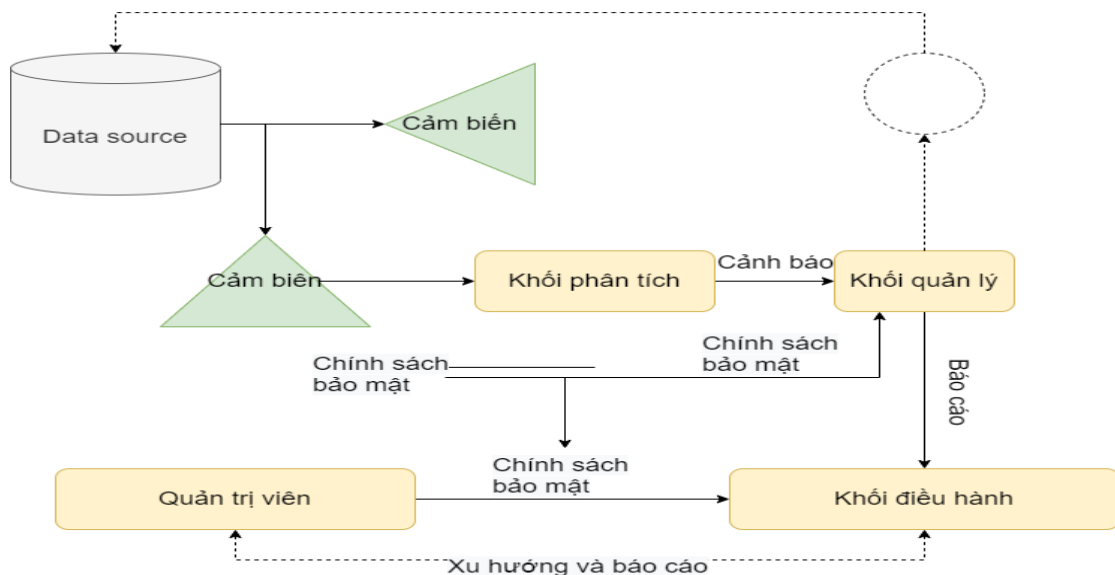 Data source
Cảm biến
Cảm biên
Khối phân tích
Cảnh báo
Khối quản lý
Chính sách
bảo mật
Chính sách
bảo mật
Báo cáo
Quản trị viên
Chính sách
bảo mật
Khối điều hành
Xu hướng và báo cáo